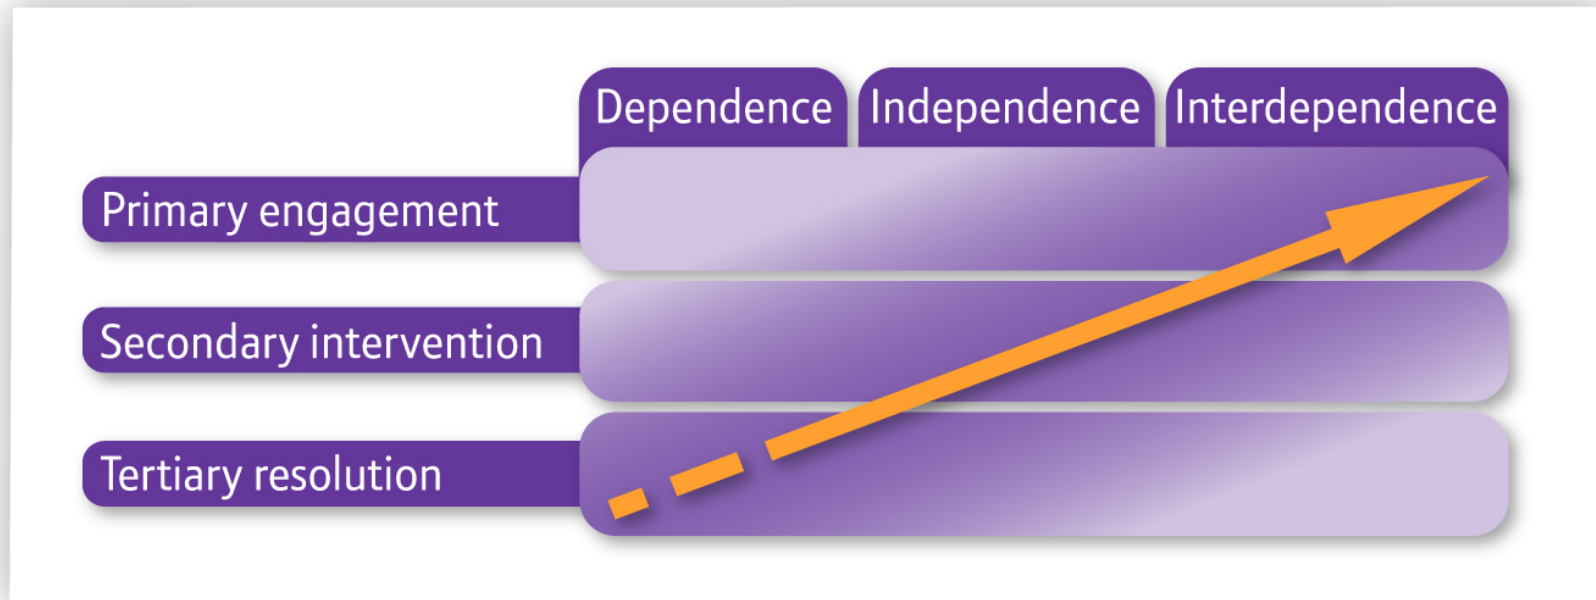 Dependence
Independence
Interdependence
Primary engagement
Secondary intervention
Tertiary resolution